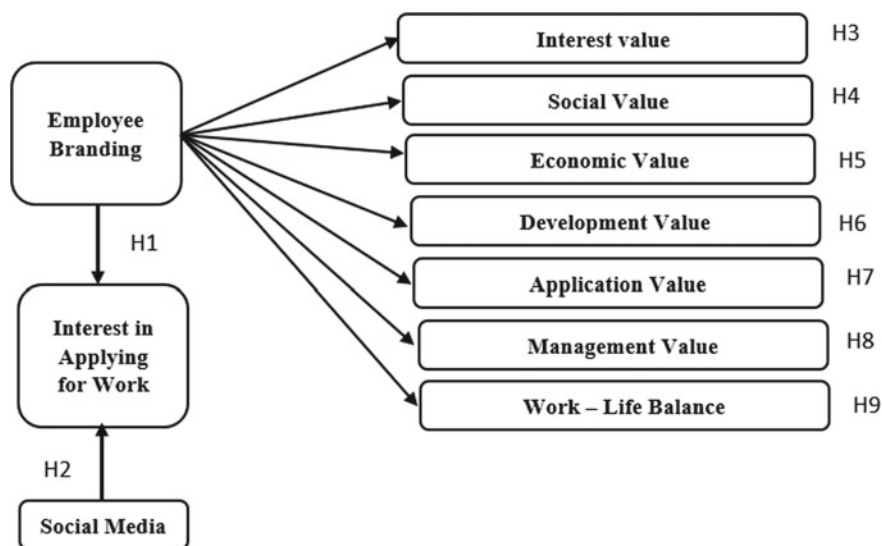 Interest value
H3
Employee
Branding
Social Value
H4
Economic Value
H5
Development Value
H6
H1
Application Value
H7
Interest in
Applying
for Work
Management Value
H8
Work – Life Balance
H9
H2
Social Media